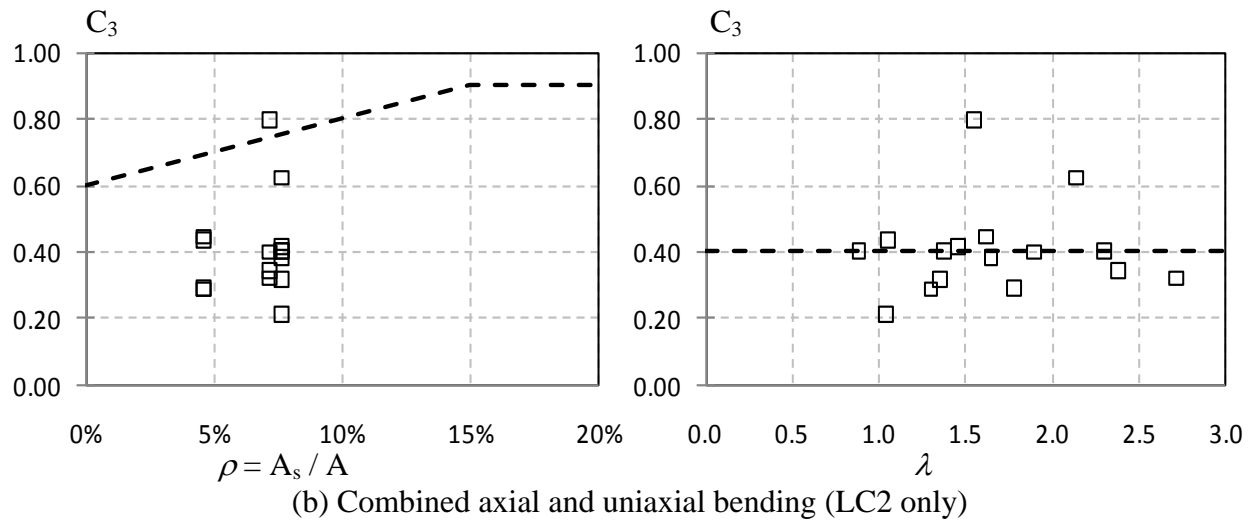 C₃
1.00
0.80
0.60
0.40
0.20
0.00
0% 5% 10% 15% 20%
ρ = Aₛ / A
C₃
1.00
0.80
0.60
0.40
0.20
0.00
0.0 0.5 1.0 1.5 2.0 2.5 3.0
λ
(b) Combined axial and uniaxial bending (LC2 only)